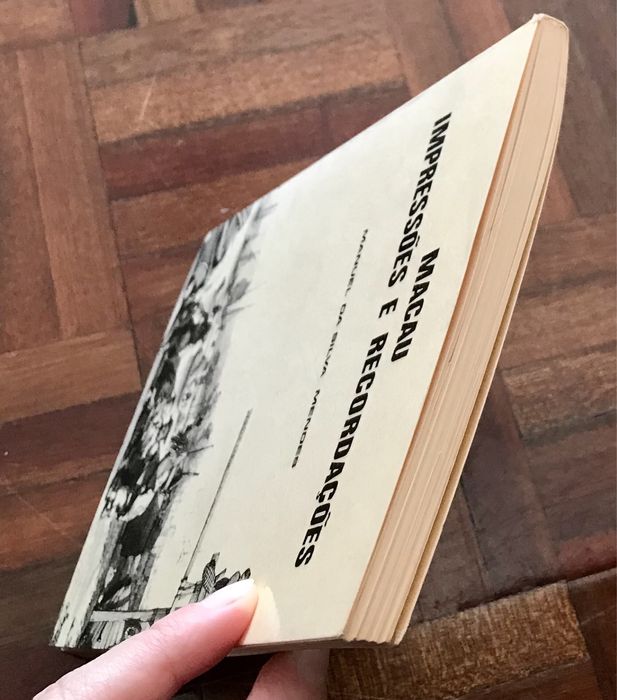 MACAU
IMPRESSÕES E RECORDAÇÕES
MANUEL DA SILVA MENDES